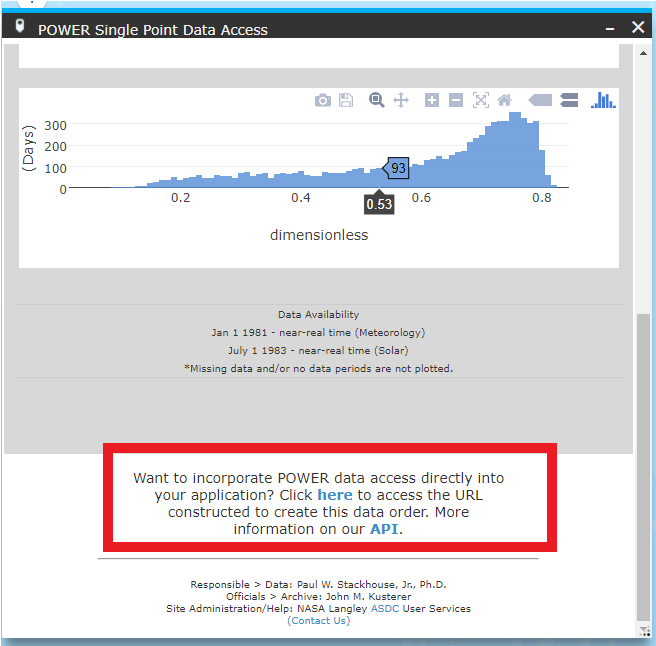 POWER Single Point Data Access
(Days)
300
200
100
0
93
0.2
0.4
0.53
0.6
0.8
dimensionless
Data Availability
Jan 1 1981 - near-real time (Meteorology)
July 1 1983 - near-real time (Solar)
*Missing data and/or no data periods are not plotted.
Want to incorporate POWER data access directly into
your application? Click here to access the URL
constructed to create this data order. More
information on our API.
Responsible > Data: Paul W. Stackhouse, Jr., Ph.D.
Officials > Archive: John M. Kusterer
Site Administration/Help: NASA Langley ASDC User Services
(Contact Us)